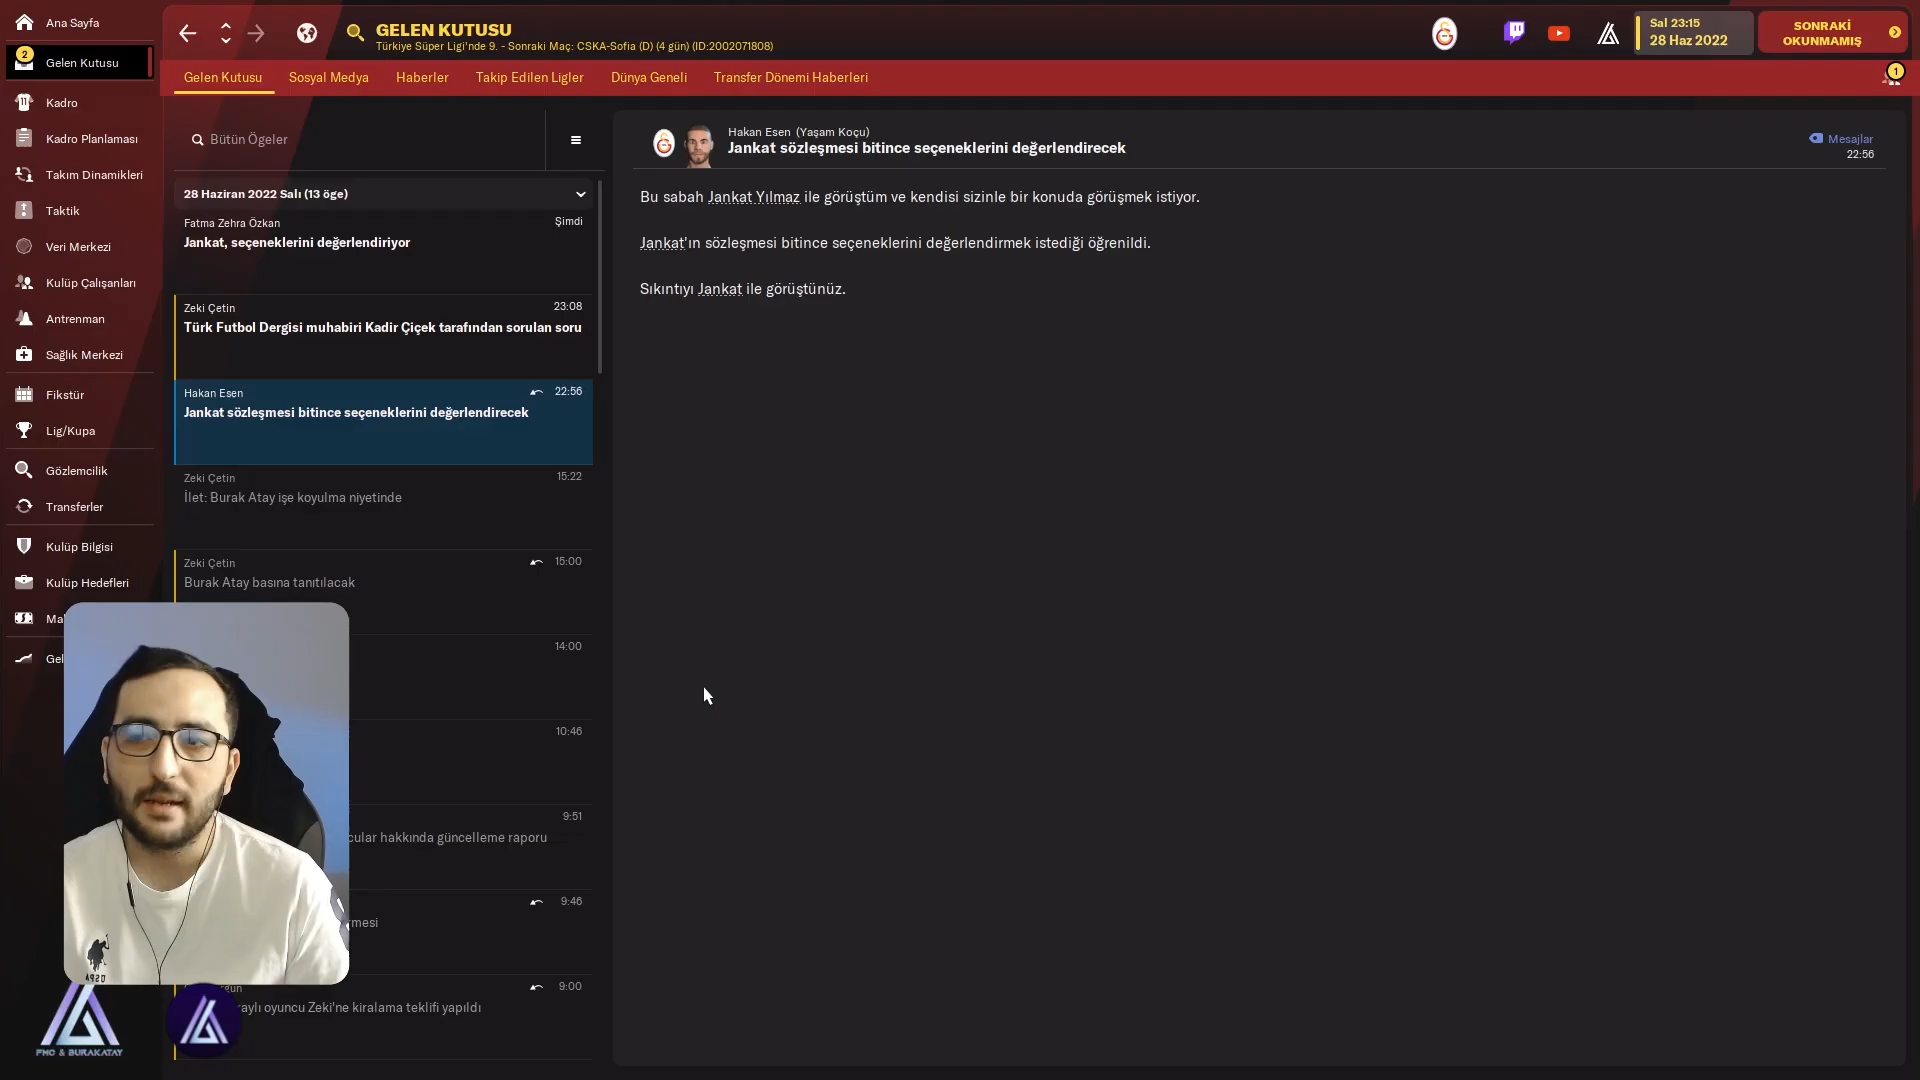 Ana Sayfa
2
Gelen Kutusu
Kadro
Kadro Planlaması
Takım Dinamikleri
Taktik
Veri Merkezi
Kulüp Çalışanları
Antrenman
Sağlık Merkezi
Fikstür
Lig/Kupa
Gözlemcilik
Transferler
Kulüp Bilgisi
Kulüp Hedefleri
GELEN KUTUSU
Türkiye Süper Ligi'nde 9. - Sonraki Maç: CSKA-Sofia (D) (4 gün) (ID:2002071808)
Sal 23:15
28 Haz 2022
SONRAKİ
OKUNMAMIŞ
Gelen Kutusu Sosyal Medya Haberler Takip Edilen Ligler Dünya Geneli Transfer Dönemi Haberleri
1
Bütün Ögeler
28 Haziran 2022 Salı (13 öge)
Fatma Zehra Özkan Şimdi
Jankat, seçeneklerini değerlendiriyor
Zeki Çetin 23:08
Türk Futbol Dergisi muhabiri Kadir Çiçek tarafından sorulan soru
Hakan Esen 22:56
Jankat sözleşmesi bitince seçeneklerini değerlendirecek
Zeki Çetin 15:22
İlet: Burak Atay işe koyulma niyetinde
Zeki Çetin 15:00
Burak Atay basına tanıtılacak
14:00
10:46
9:51
hakkında güncelleme raporu
9:46
9:00
oyuncu Zeki'ne kiralama teklifi yapıldı
Hakan Esen (Yaşam Koçu)
Jankat sözleşmesi bitince seçeneklerini değerlendirecek
Mesajlar
22:56
Bu sabah Jankat Yılmaz ile görüştüm ve kendisi sizinle bir konuda görüşmek istiyor.
Jankat'ın sözleşmesi bitince seçeneklerini değerlendirmek istediği öğrenildi.
Sıkıntıyı Jankat ile görüştünüz.
FMC & BURAKATAY